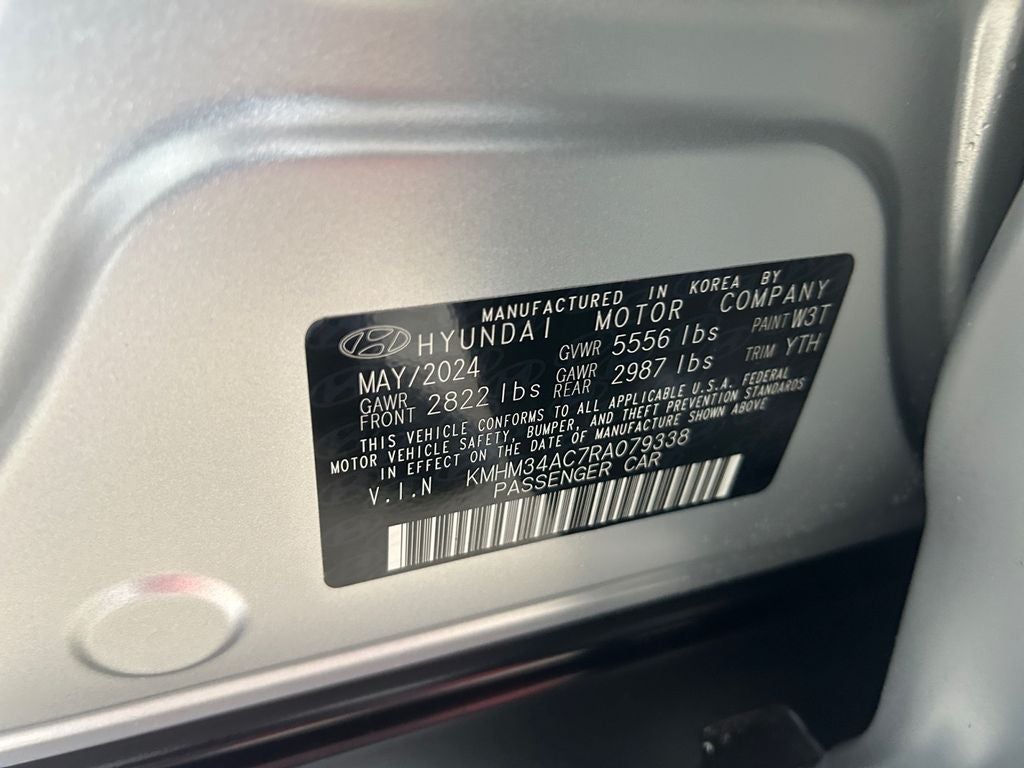 MANUFACTURED IN KOREA BY
HYUNDAI MOTOR COMPANY
MAY/2024 GVWR 5556 lbs PAINT W3T
GAWR FRONT 2822 lbs GAWR REAR 2987 lbs TRIM YTH
THIS VEHICLE CONFORMS TO ALL APPLICABLE U.S.A. FEDERAL
MOTOR VEHICLE SAFETY, BUMPER, AND THEFT PREVENTION STANDARDS
IN EFFECT ON THE DATE OF MANUFACTURE SHOWN ABOVE
V.I.N KMHM34AC7RA079338
PASSENGER CAR